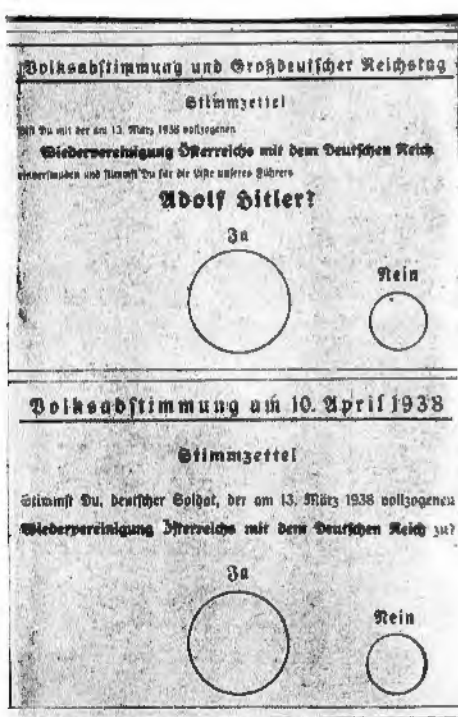 Volksabstimmung und Großdeutscher Reichstag
Stimmzettel
Bist Du mit der am 13. März 1938 vollzogenen
Wiedervereinigung Österreichs mit dem Deutschen Reich
einverstanden und stimmst Du für die Liste unseres Führers
Adolf Hitler?
Ja
Nein
Volksabstimmung am 10. April 1938
Stimmzettel
Stimmst Du, deutscher Soldat, der am 13. März 1938 vollzogenen
Wiedervereinigung Österreichs mit dem Deutschen Reich zu?
Ja
Nein